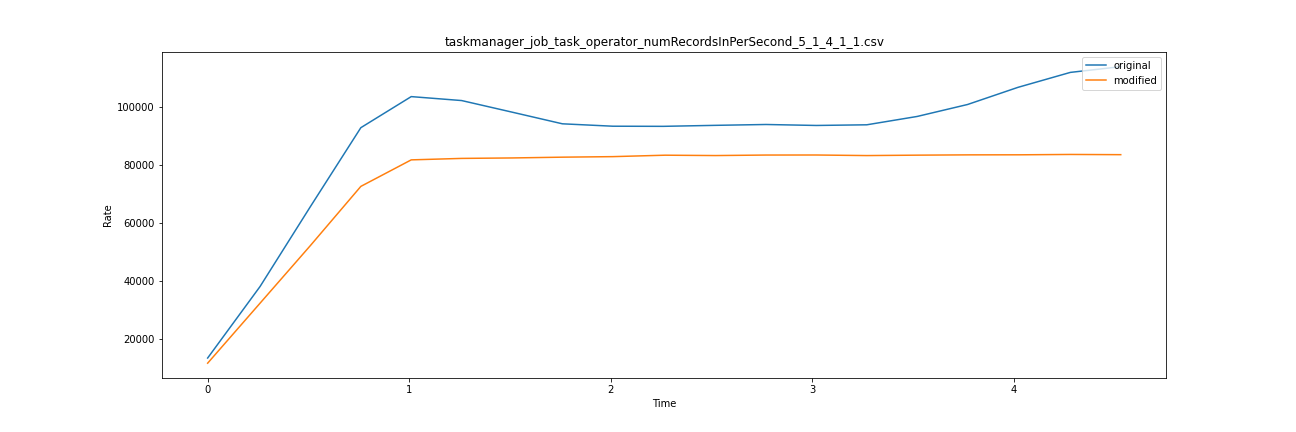 taskmanager_job_task_operator_numRecordsInPerSecond_5_1_4_1_1.csv
original
modified
100000
80000
60000
40000
20000
Rate
0 1 2 3 4
Time